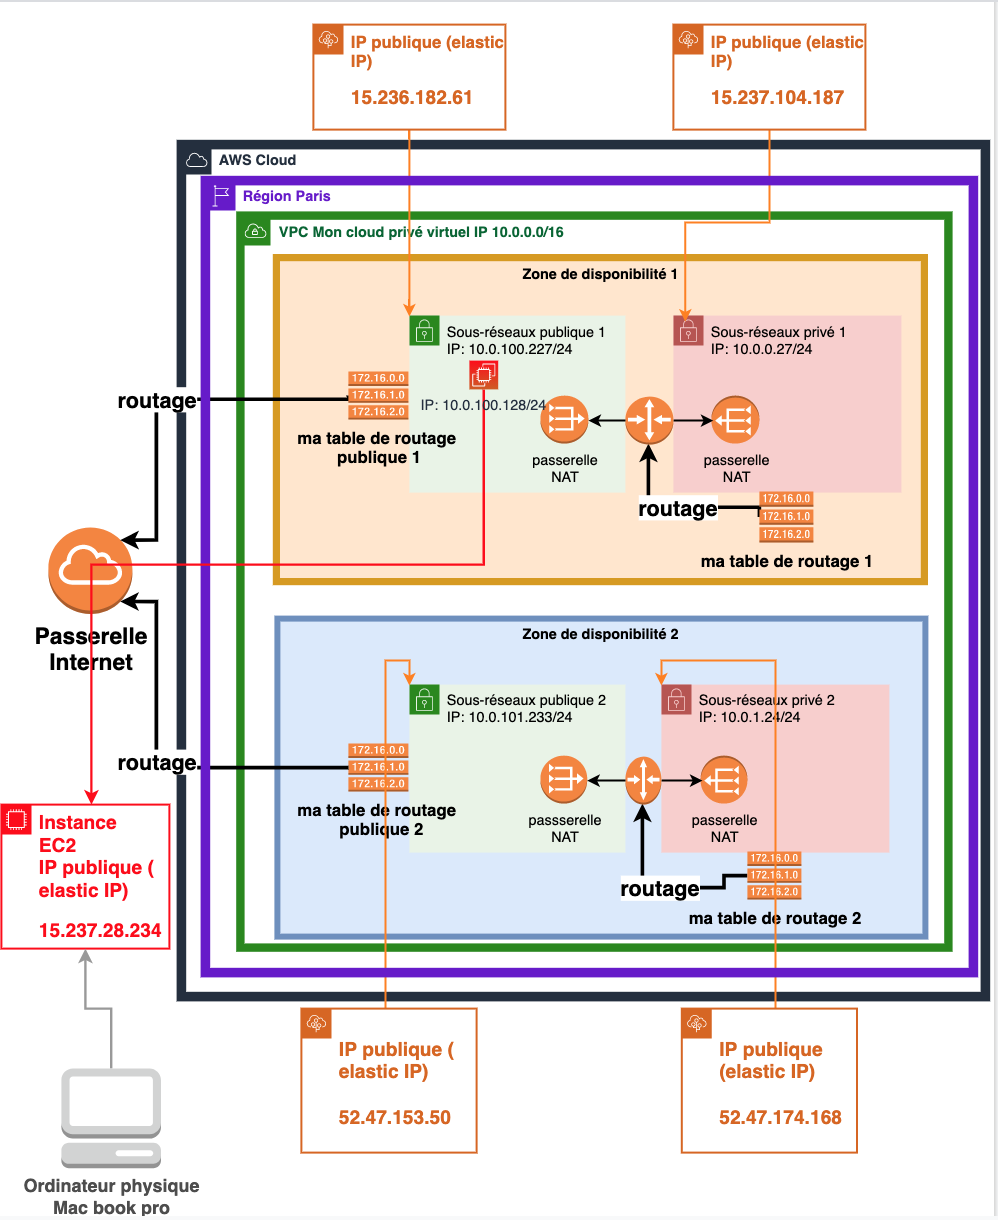 IP publique (elastic
IP)
15.236.182.61
IP publique (elastic
IP)
15.237.104.187
AWS Cloud
Région Paris
VPC Mon cloud privé virtuel IP 10.0.0.0/16
Zone de disponibilité 1
Sous-réseaux publique 1
IP: 10.0.100.227/24
Sous-réseaux privé 1
IP: 10.0.0.27/24
172.16.0.0
172.16.1.0
172.16.2.0
routage
IP: 10.0.100.128/24
ma table de routage
publique 1
passerelle
NAT
passerelle
NAT
routage
172.16.0.0
172.16.1.0
172.16.2.0
ma table de routage 1
Passerelle
Internet
Zone de disponibilité 2
Sous-réseaux publique 2
IP: 10.0.101.233/24
Sous-réseaux privé 2
IP: 10.0.1.24/24
172.16.0.0
172.16.1.0
172.16.2.0
routage
ma table de routage
publique 2
passserelle
NAT
passerelle
NAT
routage
172.16.0.0
172.16.1.0
172.16.2.0
ma table de routage 2
Instance
EC2
IP publique (
elastic IP)
15.237.28.234
IP publique (
elastic IP)
52.47.153.50
IP publique
(elastic IP)
52.47.174.168
Ordinateur physique
Mac book pro